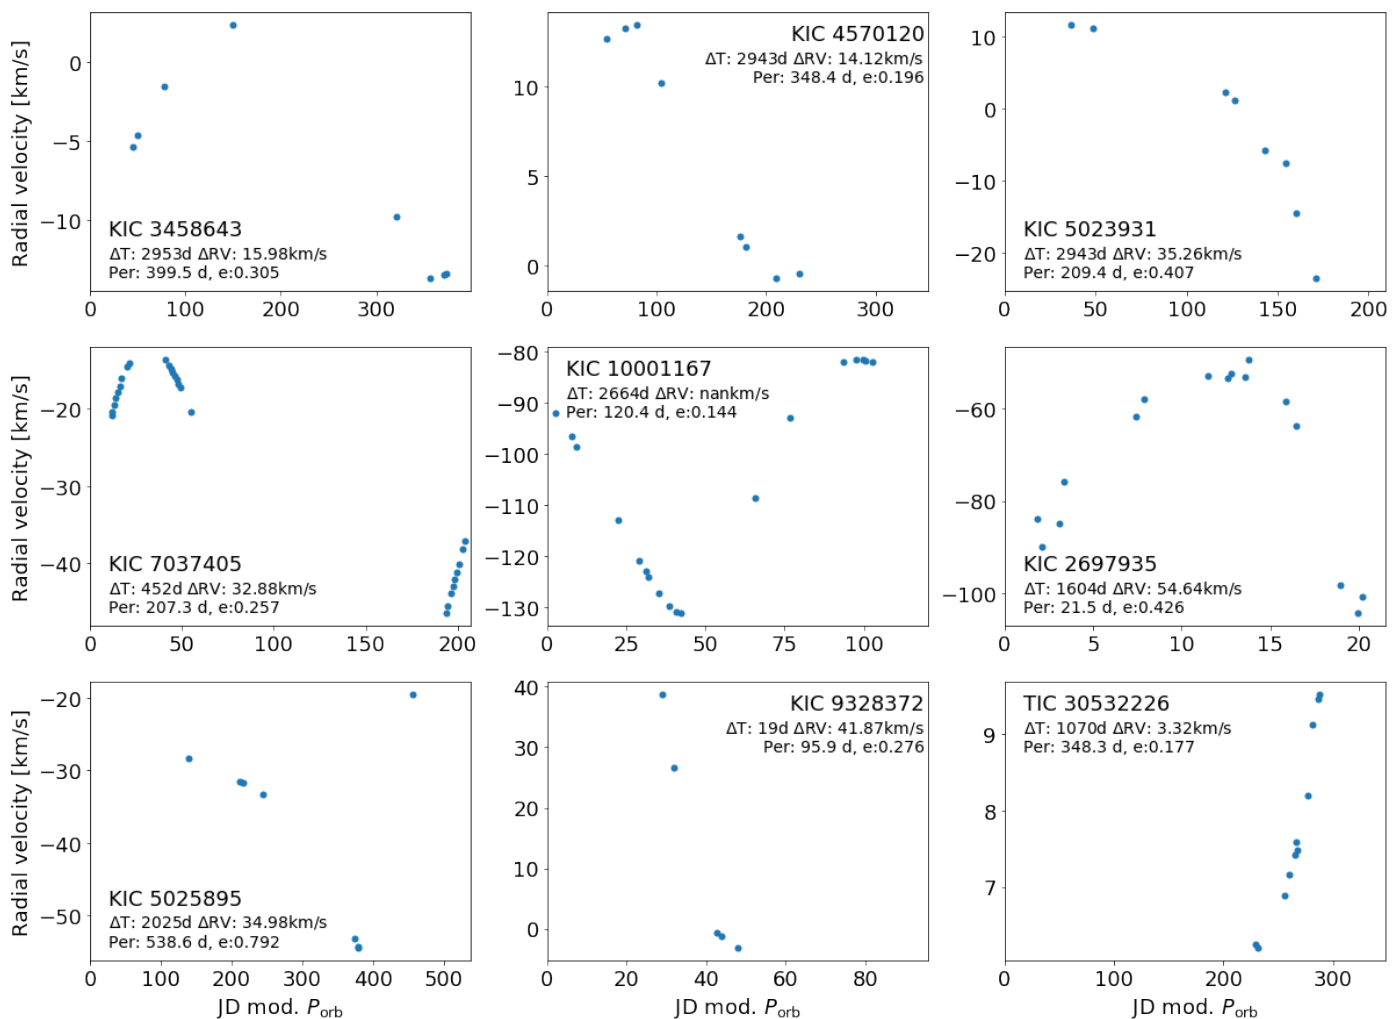 Radial velocity [km/s]
0
−5
−10
KIC 3458643
ΔT: 2953d ΔRV: 15.98km/s
Per: 399.5 d, e:0.305
0 100 200 300
10
5
0
KIC 4570120
ΔT: 2943d ΔRV: 14.12km/s
Per: 348.4 d, e:0.196
0 100 200 300
10
0
−10
−20
KIC 5023931
ΔT: 2943d ΔRV: 35.26km/s
Per: 209.4 d, e:0.407
0 50 100 150 200
Radial velocity [km/s]
−20
−30
−40
KIC 7037405
ΔT: 452d ΔRV: 32.88km/s
Per: 207.3 d, e:0.257
0 50 100 150 200
−80
−90
−100
−110
−120
−130
KIC 10001167
ΔT: 2664d ΔRV: nankm/s
Per: 120.4 d, e:0.144
0 25 50 75 100
−60
−80
−100
KIC 2697935
ΔT: 1604d ΔRV: 54.64km/s
Per: 21.5 d, e:0.426
0 5 10 15 20
Radial velocity [km/s]
−20
−30
−40
−50
KIC 5025895
ΔT: 2025d ΔRV: 34.98km/s
Per: 538.6 d, e:0.792
0 100 200 300 400 500
JD mod. Porb
40
30
20
10
0
KIC 9328372
ΔT: 19d ΔRV: 41.87km/s
Per: 95.9 d, e:0.276
0 20 40 60 80
JD mod. Porb
9
8
7
TIC 30532226
ΔT: 1070d ΔRV: 3.32km/s
Per: 348.3 d, e:0.177
0 100 200 300
JD mod. Porb